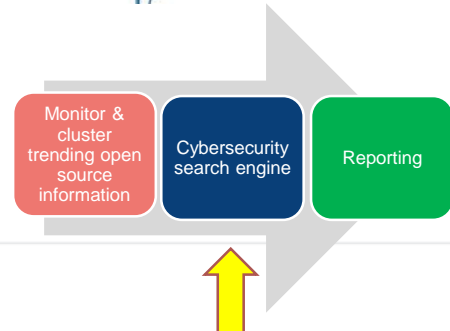 Monitor &
cluster
trending open
source
information
Cybersecurity
search engine
Reporting